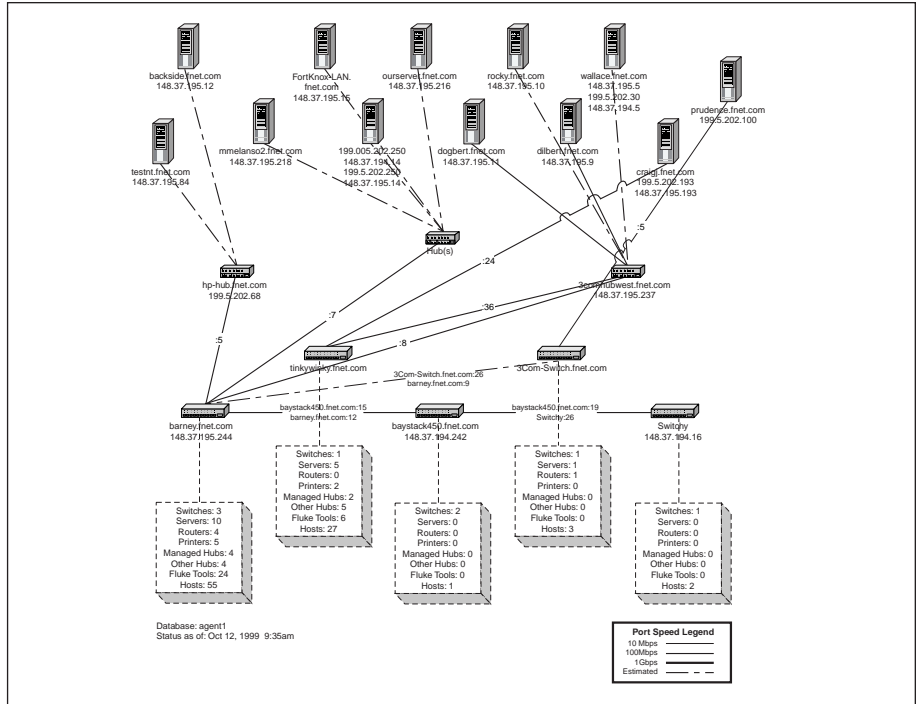 backside.fnet.com
148.37.195.12
FortKnox-LAN.
fnet.com
148.37.195.15
ourserver.fnet.com
148.37.195.216
rocky.fnet.com
148.37.195.10
wallace.fnet.com
148.37.195.5
199.5.202.30
148.37.194.5
prudence.fnet.com
199.5.202.100
testnt.fnet.com
148.37.195.84
mmelanso2.fnet.com
148.37.195.218
199.005.202.250
148.37.194.14
199.5.202.250
148.37.195.14
dogbert.fnet.com
148.37.195.11
dilbert.fnet.com
148.37.195.9
craigj.fnet.com
199.5.202.193
148.37.195.193
:5
Hub(s)
:24
hp-hub.fnet.com
199.5.202.68
3comhubwest.fnet.com
148.37.195.237
:36
:7
:5
:8
tinkywinky.fnet.com
3Com-Switch.fnet.com
3Com-Switch.fnet.com:26
barney.fnet.com:9
barney.fnet.com
148.37.195.244
baystack450.fnet.com:15
barney.fnet.com:12
baystack450.fnet.com
148.37.194.242
baystack450.fnet.com:19
Switchy:26
Switchy
148.37.194.16
Switches: 3
Servers: 10
Routers: 4
Printers: 5
Managed Hubs: 4
Other Hubs: 4
Fluke Tools: 24
Hosts: 55
Switches: 1
Servers: 5
Routers: 0
Printers: 2
Managed Hubs: 2
Other Hubs: 5
Fluke Tools: 6
Hosts: 27
Switches: 2
Servers: 0
Routers: 0
Printers: 0
Managed Hubs: 0
Other Hubs: 0
Fluke Tools: 0
Hosts: 1
Switches: 1
Servers: 1
Routers: 1
Printers: 0
Managed Hubs: 0
Other Hubs: 0
Fluke Tools: 0
Hosts: 3
Switches: 1
Servers: 0
Routers: 0
Printers: 0
Managed Hubs: 0
Other Hubs: 0
Fluke Tools: 0
Hosts: 2
Database: agent1
Status as of: Oct 12, 1999 9:35am
Port Speed Legend
10 Mbps
100Mbps
1Gbps
Estimated